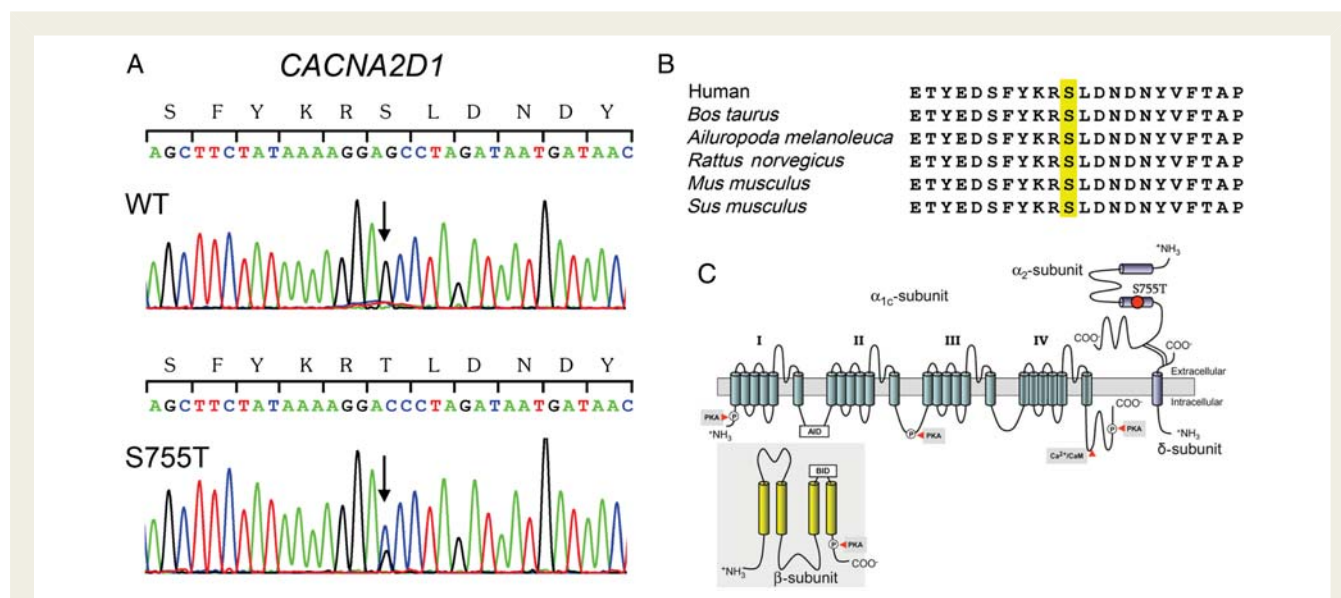 A
CACNA2D1
S F Y K R S L D N D Y
AGCTTCTATAAAAGGAGCCTAGATAATGATAAC
WT
S F Y K R T L D N D Y
AGCTTCTATAAAAGGACCCTAGATAATGATAAC
S755T
B
Human ETYEDSFYKRSLDNDNYVFTAP
Bos taurus ETYEDSFYKRSLDNDNYVFTAP
Ailuropoda melanoleuca ETYEDSFYKRSLDNDNYVFTAP
Rattus norvegicus ETYEDSFYKRSLDNDNYVFTAP
Mus musculus ETYEDSFYKRSLDNDNYVFTAP
Sus musculus ETYEDSFYKRSLDNDNYVFTAP
C
α2-subunit
⁺NH3
S755T
α1c-subunit
COO⁻
COO⁻
I II III IV
Extracellular
Intracellular
PKA P
⁺NH3
AID
P PKA
COO⁻
P PKA
Ca²⁺/CaM
⁺NH3
δ-subunit
BID
P PKA
⁺NH3
COO⁻
β-subunit